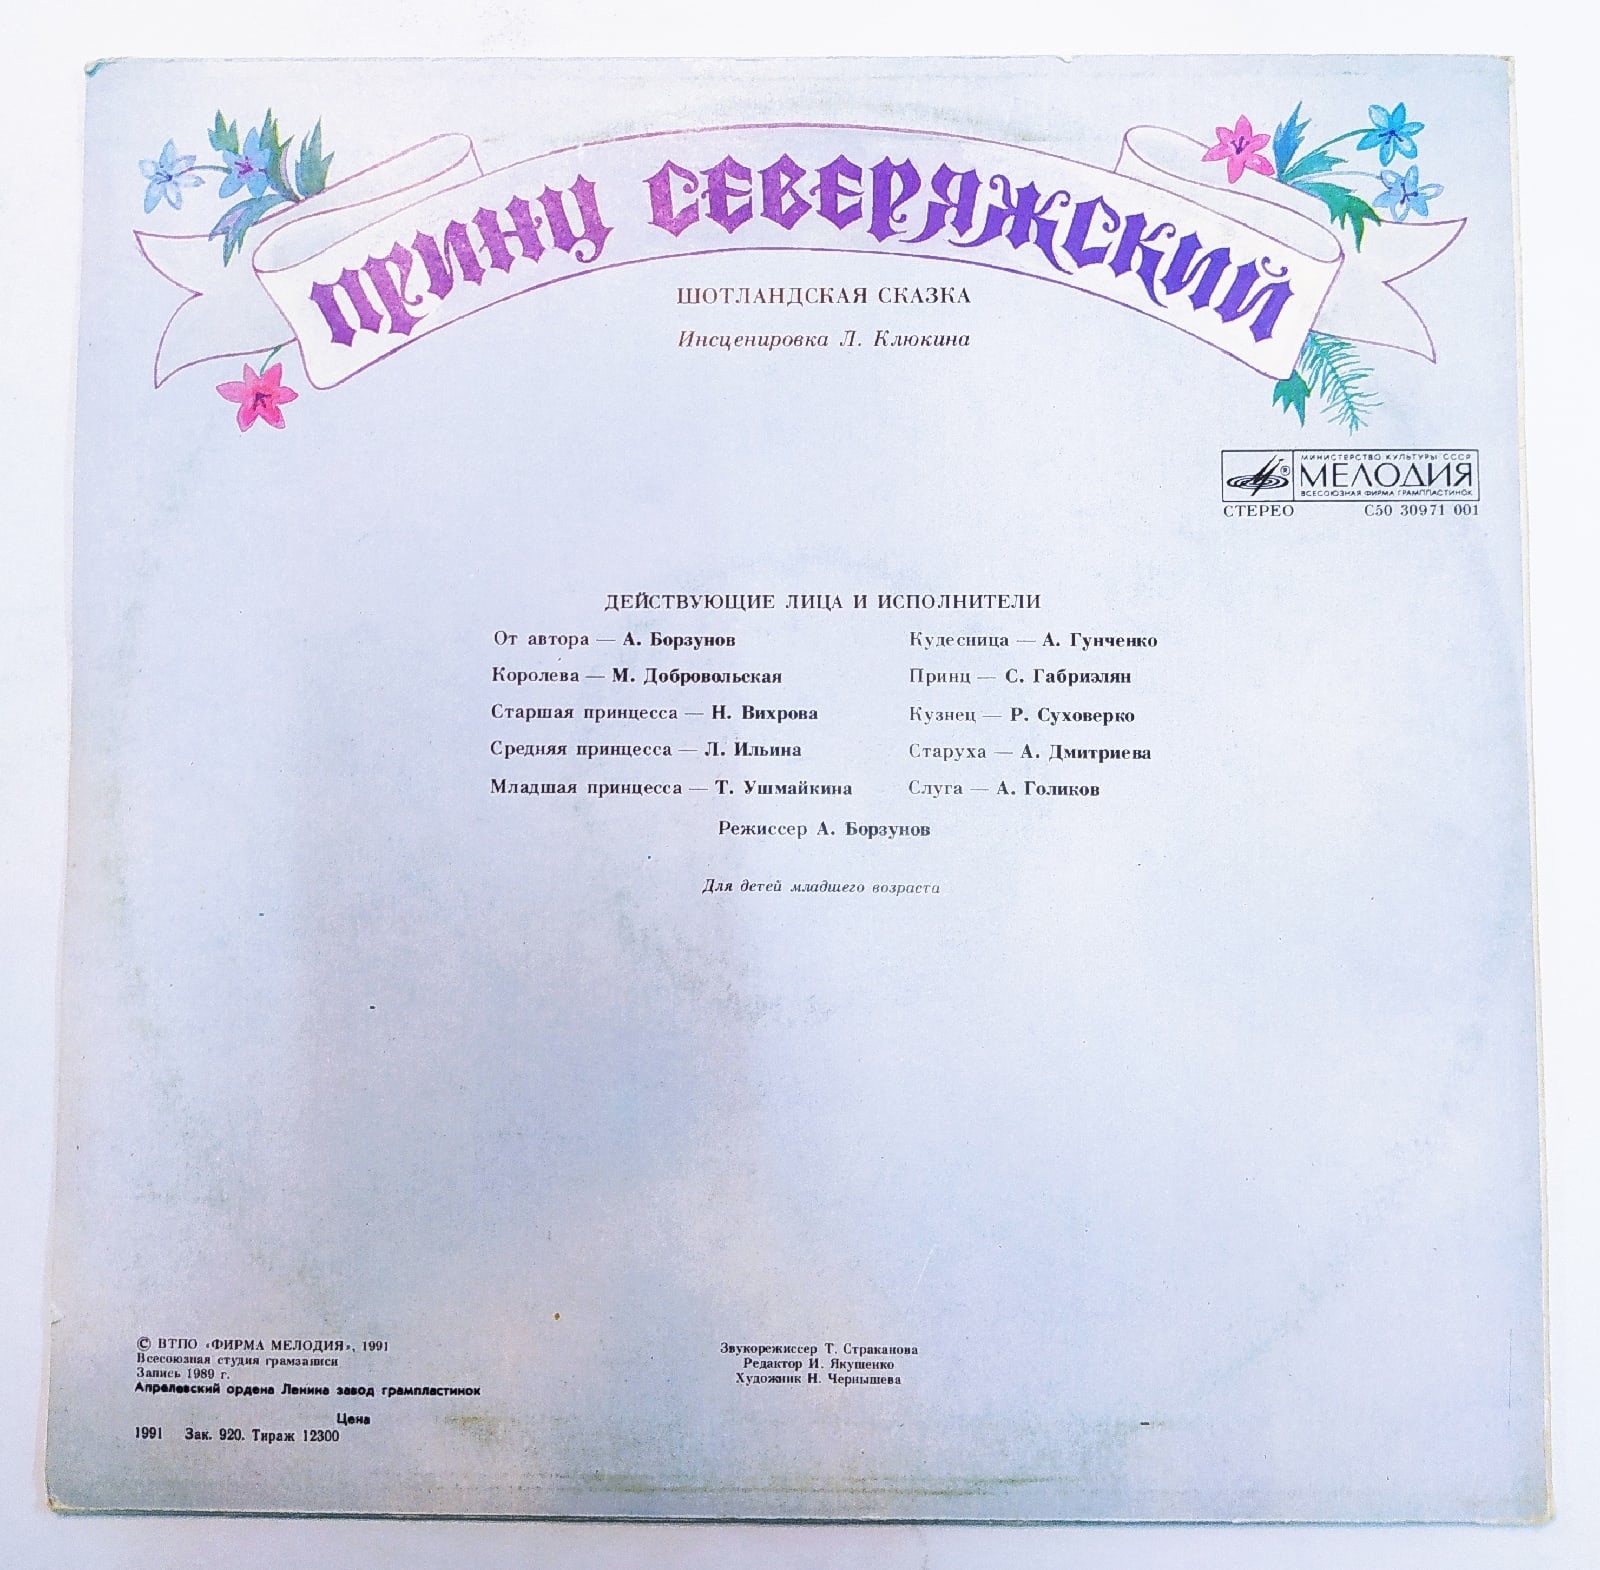 ПРИНЦ СЕВЕРЯЖСКИЙ
ШОТЛАНДСКАЯ СКАЗКА
Инсценировка Л. Клюкина
МИНИСТЕРСТВО КУЛЬТУРЫ СССР
МЕЛОДИЯ
ВСЕСОЮЗНАЯ ФИРМА ГРАМПЛАСТИНОК
СТЕРЕО С50 30971 001
ДЕЙСТВУЮЩИЕ ЛИЦА И ИСПОЛНИТЕЛИ
От автора — А. Борзунов
Королева — М. Добровольская
Старшая принцесса — Н. Вихрова
Средняя принцесса — Л. Ильина
Младшая принцесса — Т. Ушмайкина
Кудесница — А. Гунченко
Принц — С. Габриэлян
Кузнец — Р. Суховерко
Старуха — А. Дмитриева
Слуга — А. Голиков
Режиссер А. Борзунов
Для детей младшего возраста
© ВТПО «ФИРМА МЕЛОДИЯ», 1991
Всесоюзная студия грамзаписи
Запись 1989 г.
Апрелевский ордена Ленина завод грампластинок
Цена
1991 Зак. 920. Тираж 12300
Звукорежиссер Т. Страканова
Редактор И. Якушенко
Художник Н. Чернышева